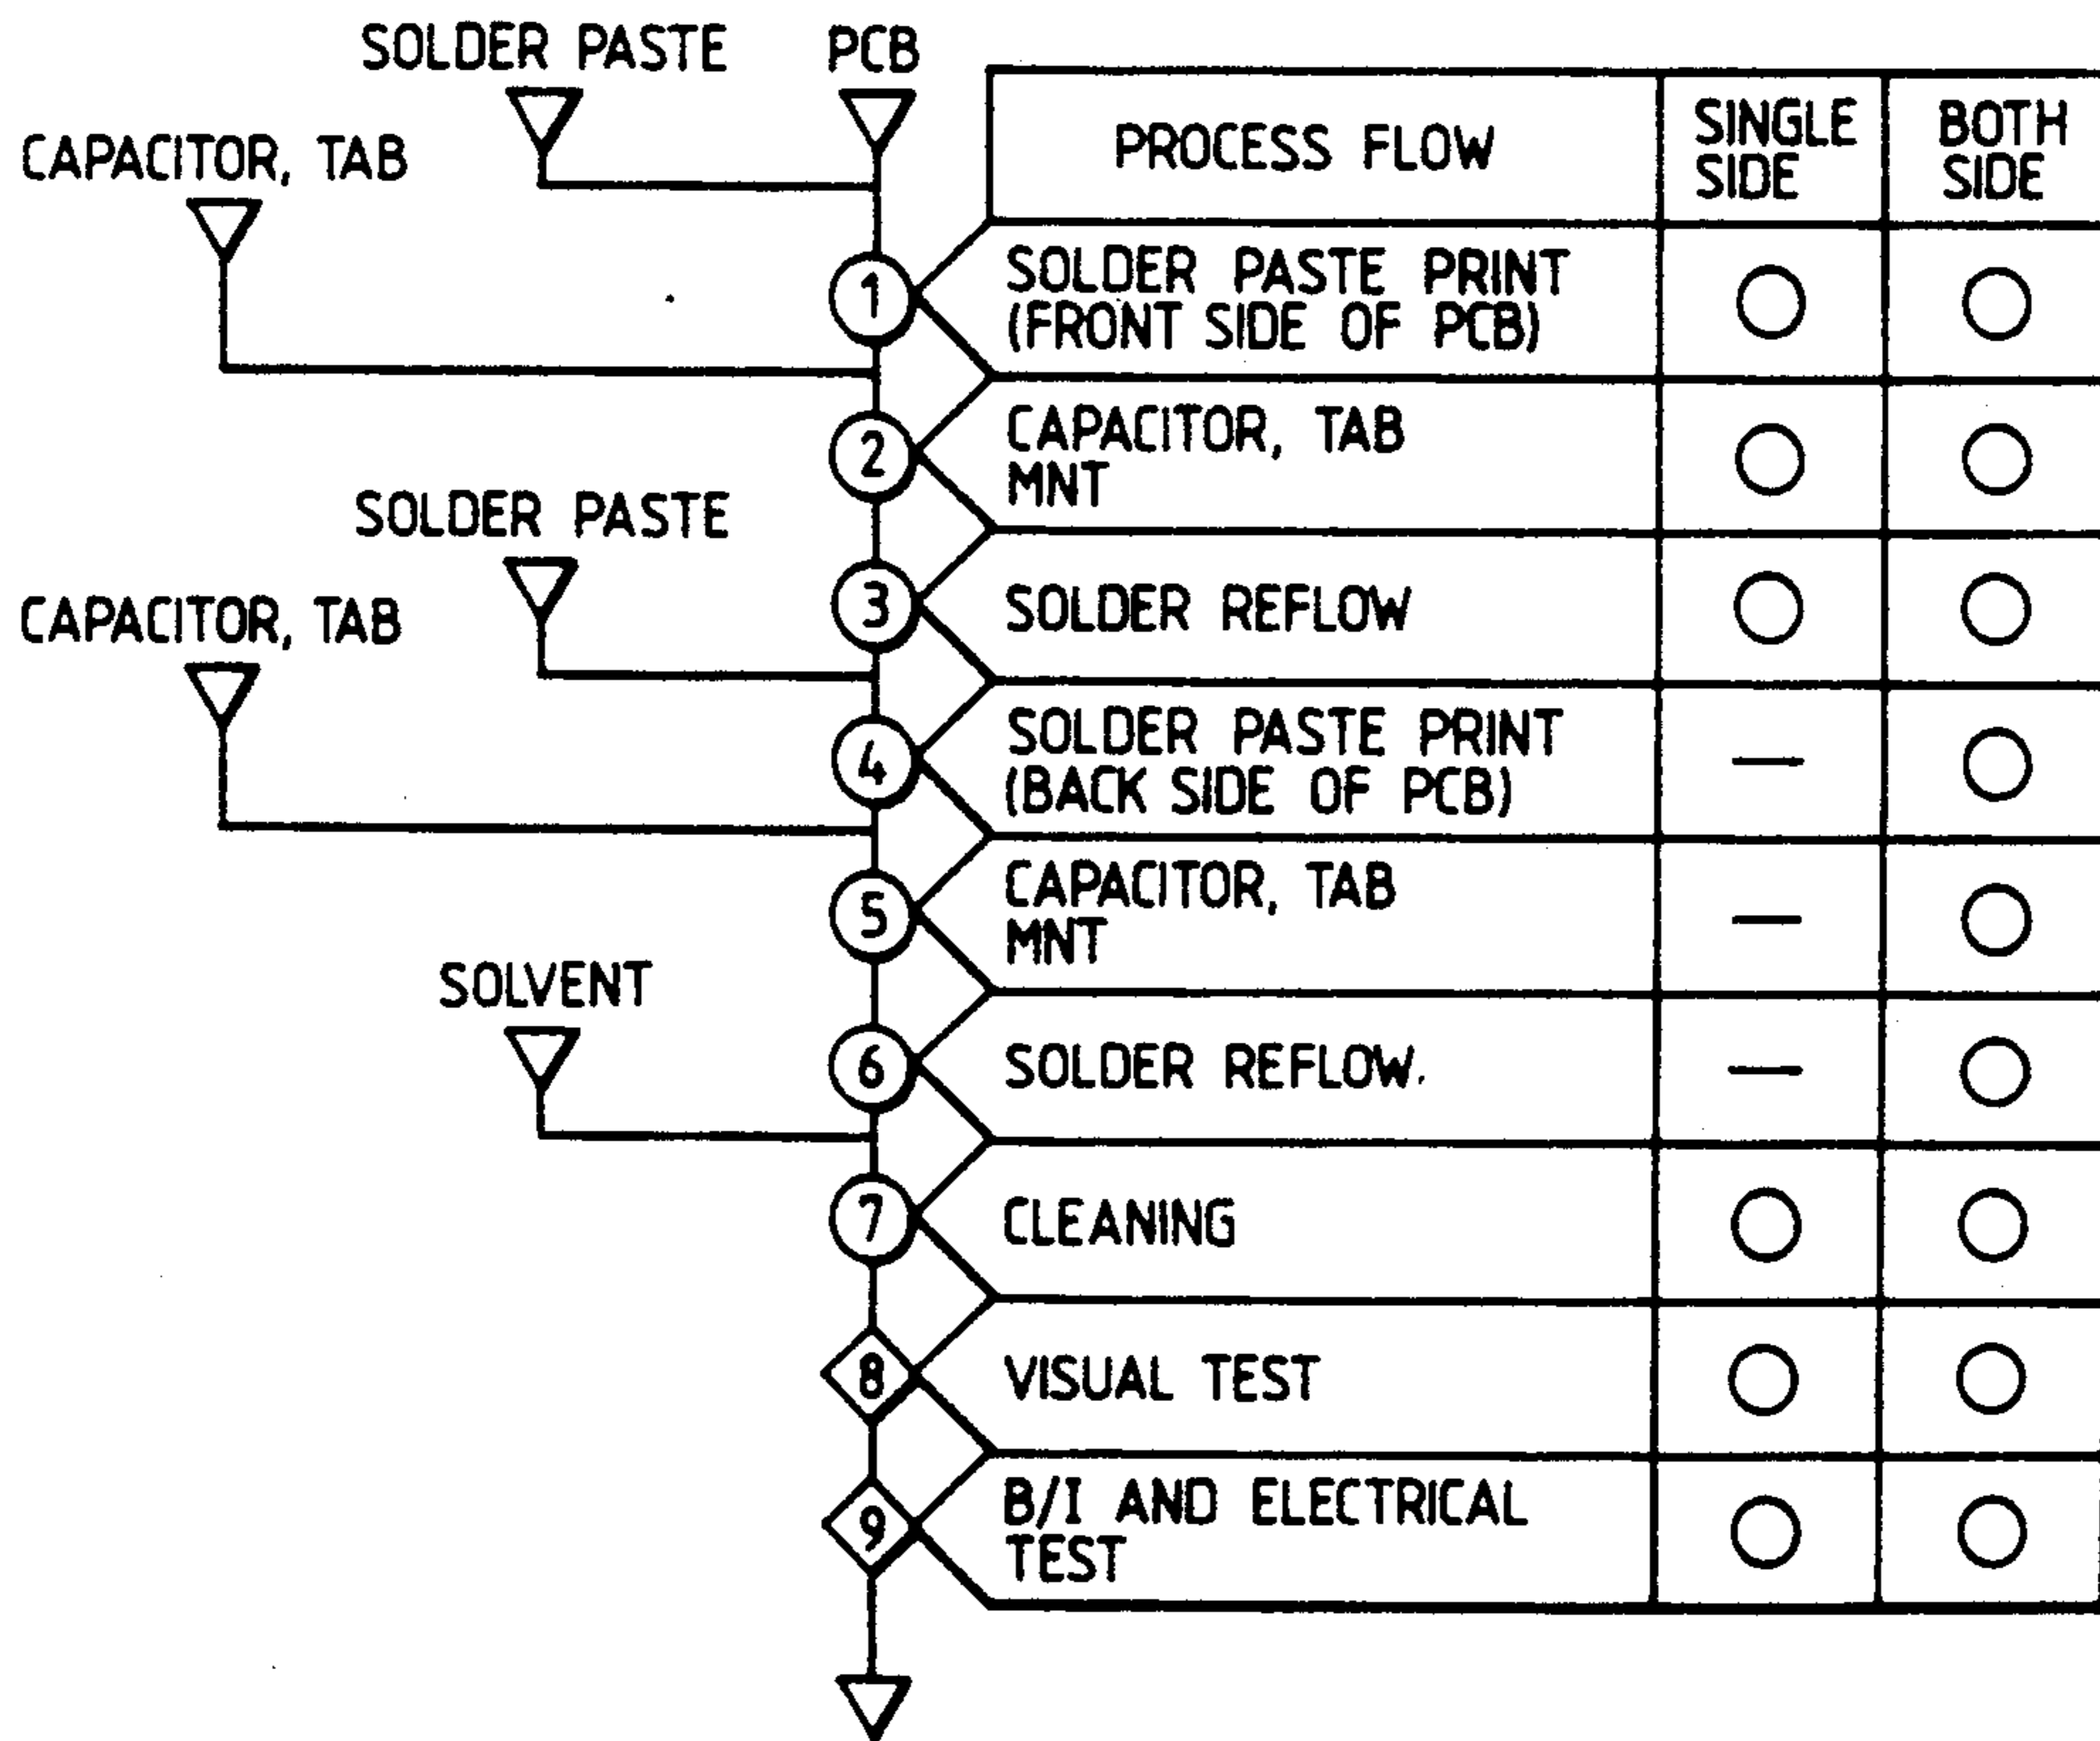 SOLDER PASTE
PCB
CAPACITOR, TAB
PROCESS FLOW
SINGLE
SIDE
BOTH
SIDE
1
SOLDER PASTE PRINT
(FRONT SIDE OF PCB)
2
CAPACITOR, TAB
MNT
SOLDER PASTE
3
SOLDER REFLOW
CAPACITOR, TAB
4
SOLDER PASTE PRINT
(BACK SIDE OF PCB)
—
5
CAPACITOR, TAB
MNT
—
SOLVENT
6
SOLDER REFLOW.
—
7
CLEANING
8
VISUAL TEST
9
B/I AND ELECTRICAL
TEST